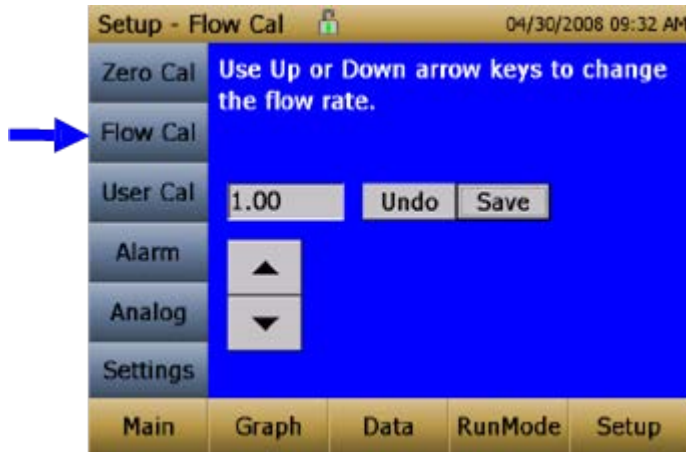 Setup - Flow Cal 04/30/2008 09:32 AM
Zero Cal
Flow Cal
User Cal
Alarm
Analog
Settings
Use Up or Down arrow keys to change
the flow rate.
1.00 Undo Save
Main Graph Data RunMode Setup